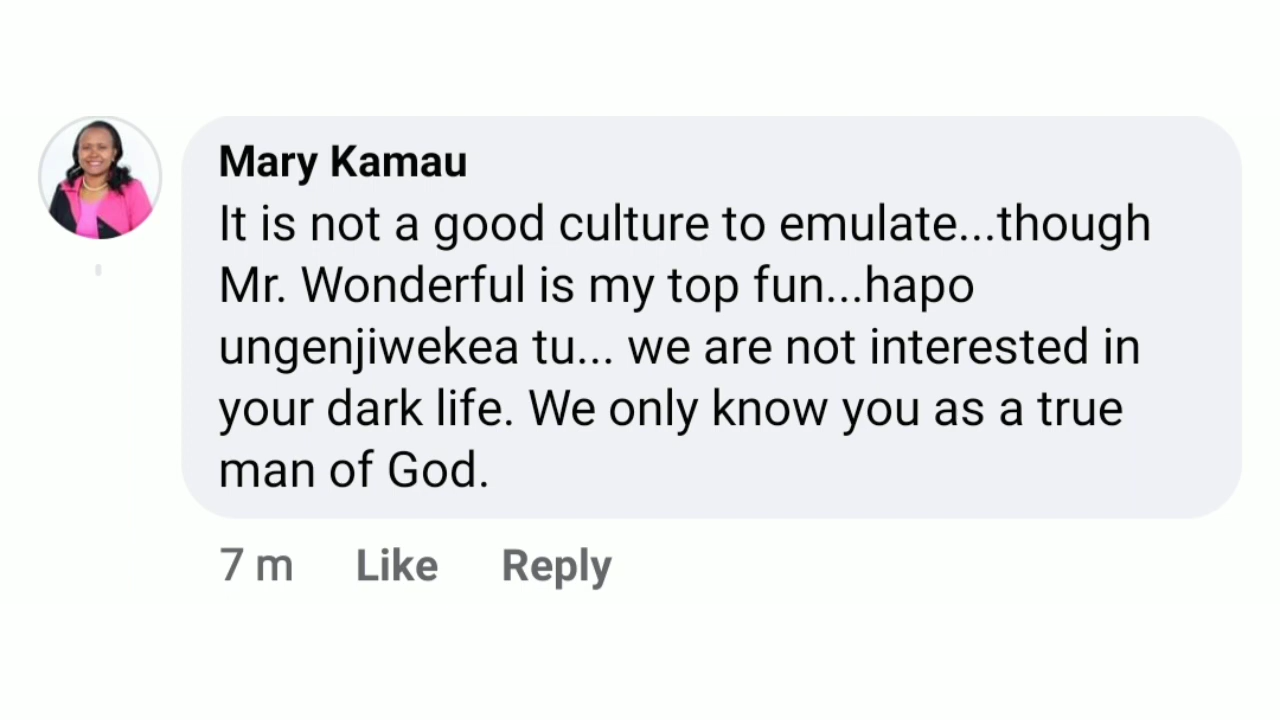 Mary Kamau
It is not a good culture to emulate...though
Mr. Wonderful is my top fun...hapo
ungenjiwekea tu... we are not interested in
your dark life. We only know you as a true
man of God.
7 m Like Reply